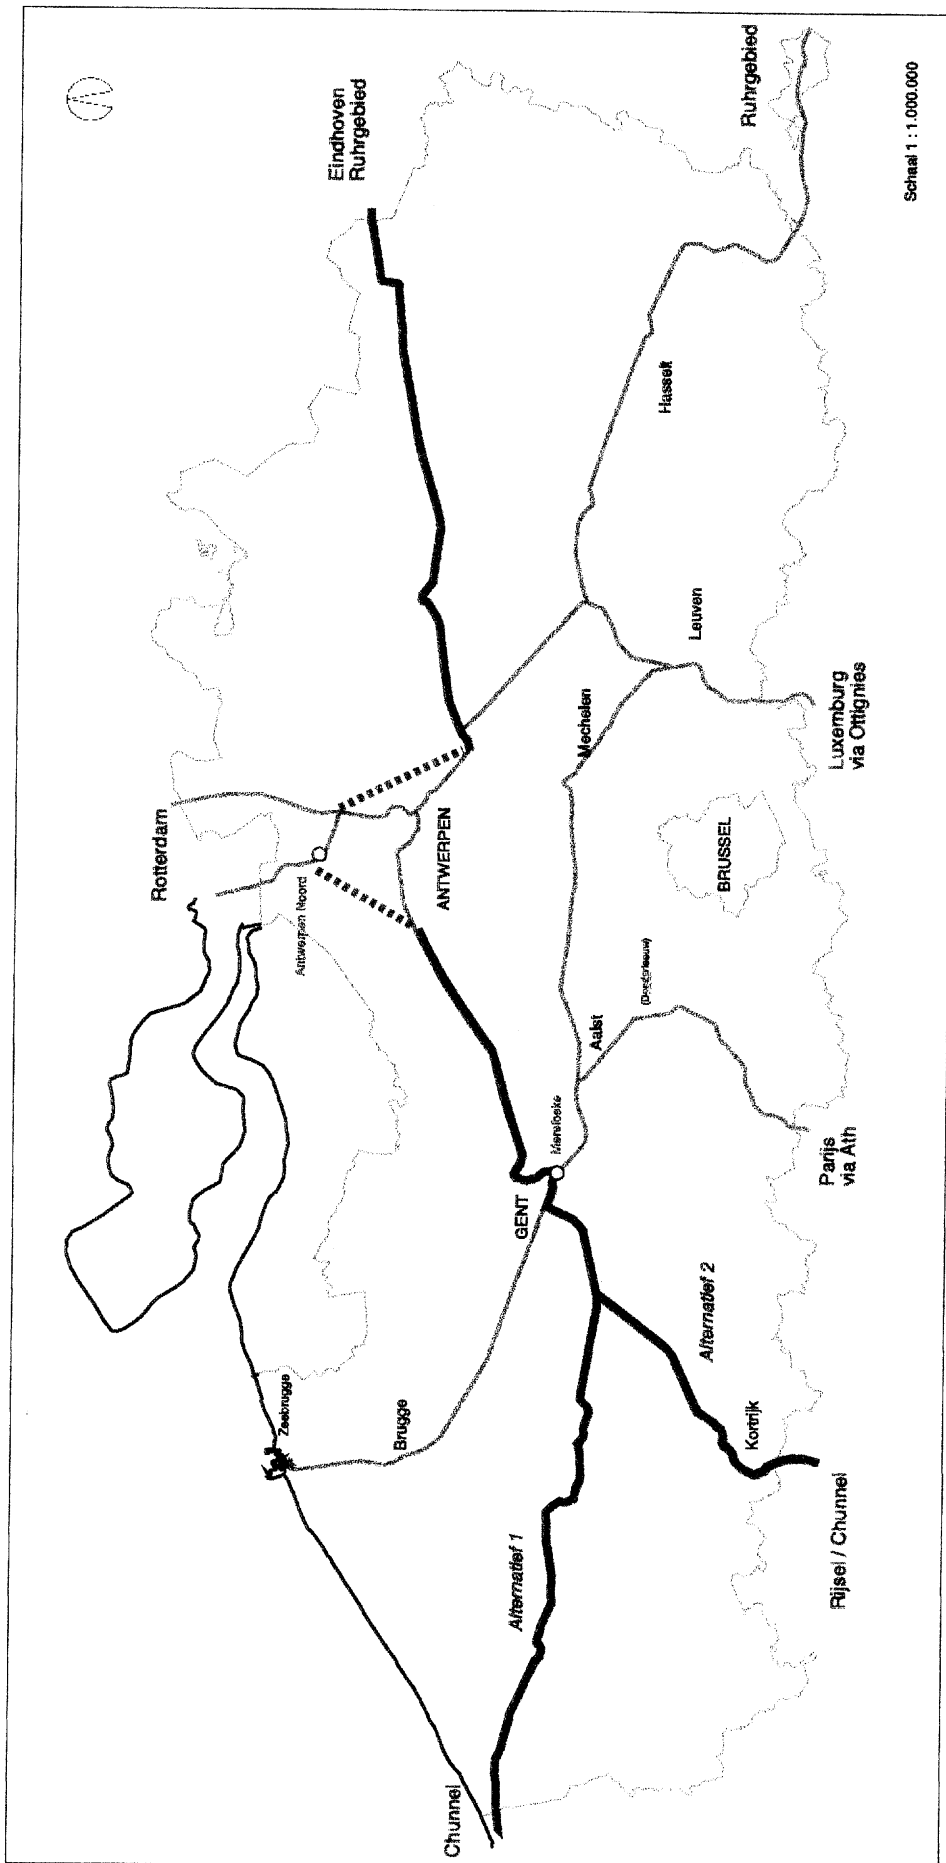 Rotterdam
Eindhoven
Ruhrgebied
Zeebrugge
Antwerpen Noord
Brugge
ANTWERPEN
Chunnel
Alternatief 1
GENT
Merelbeke
Aalst
Mechelen
Hasselt
Alternatief 2
Leuven
BRUSSEL
Kortrijk
Ruhrgebied
Rijsel / Chunnel
Parijs
via Ath
Luxemburg
via Ottignies
Schaal 1 : 1.000.000